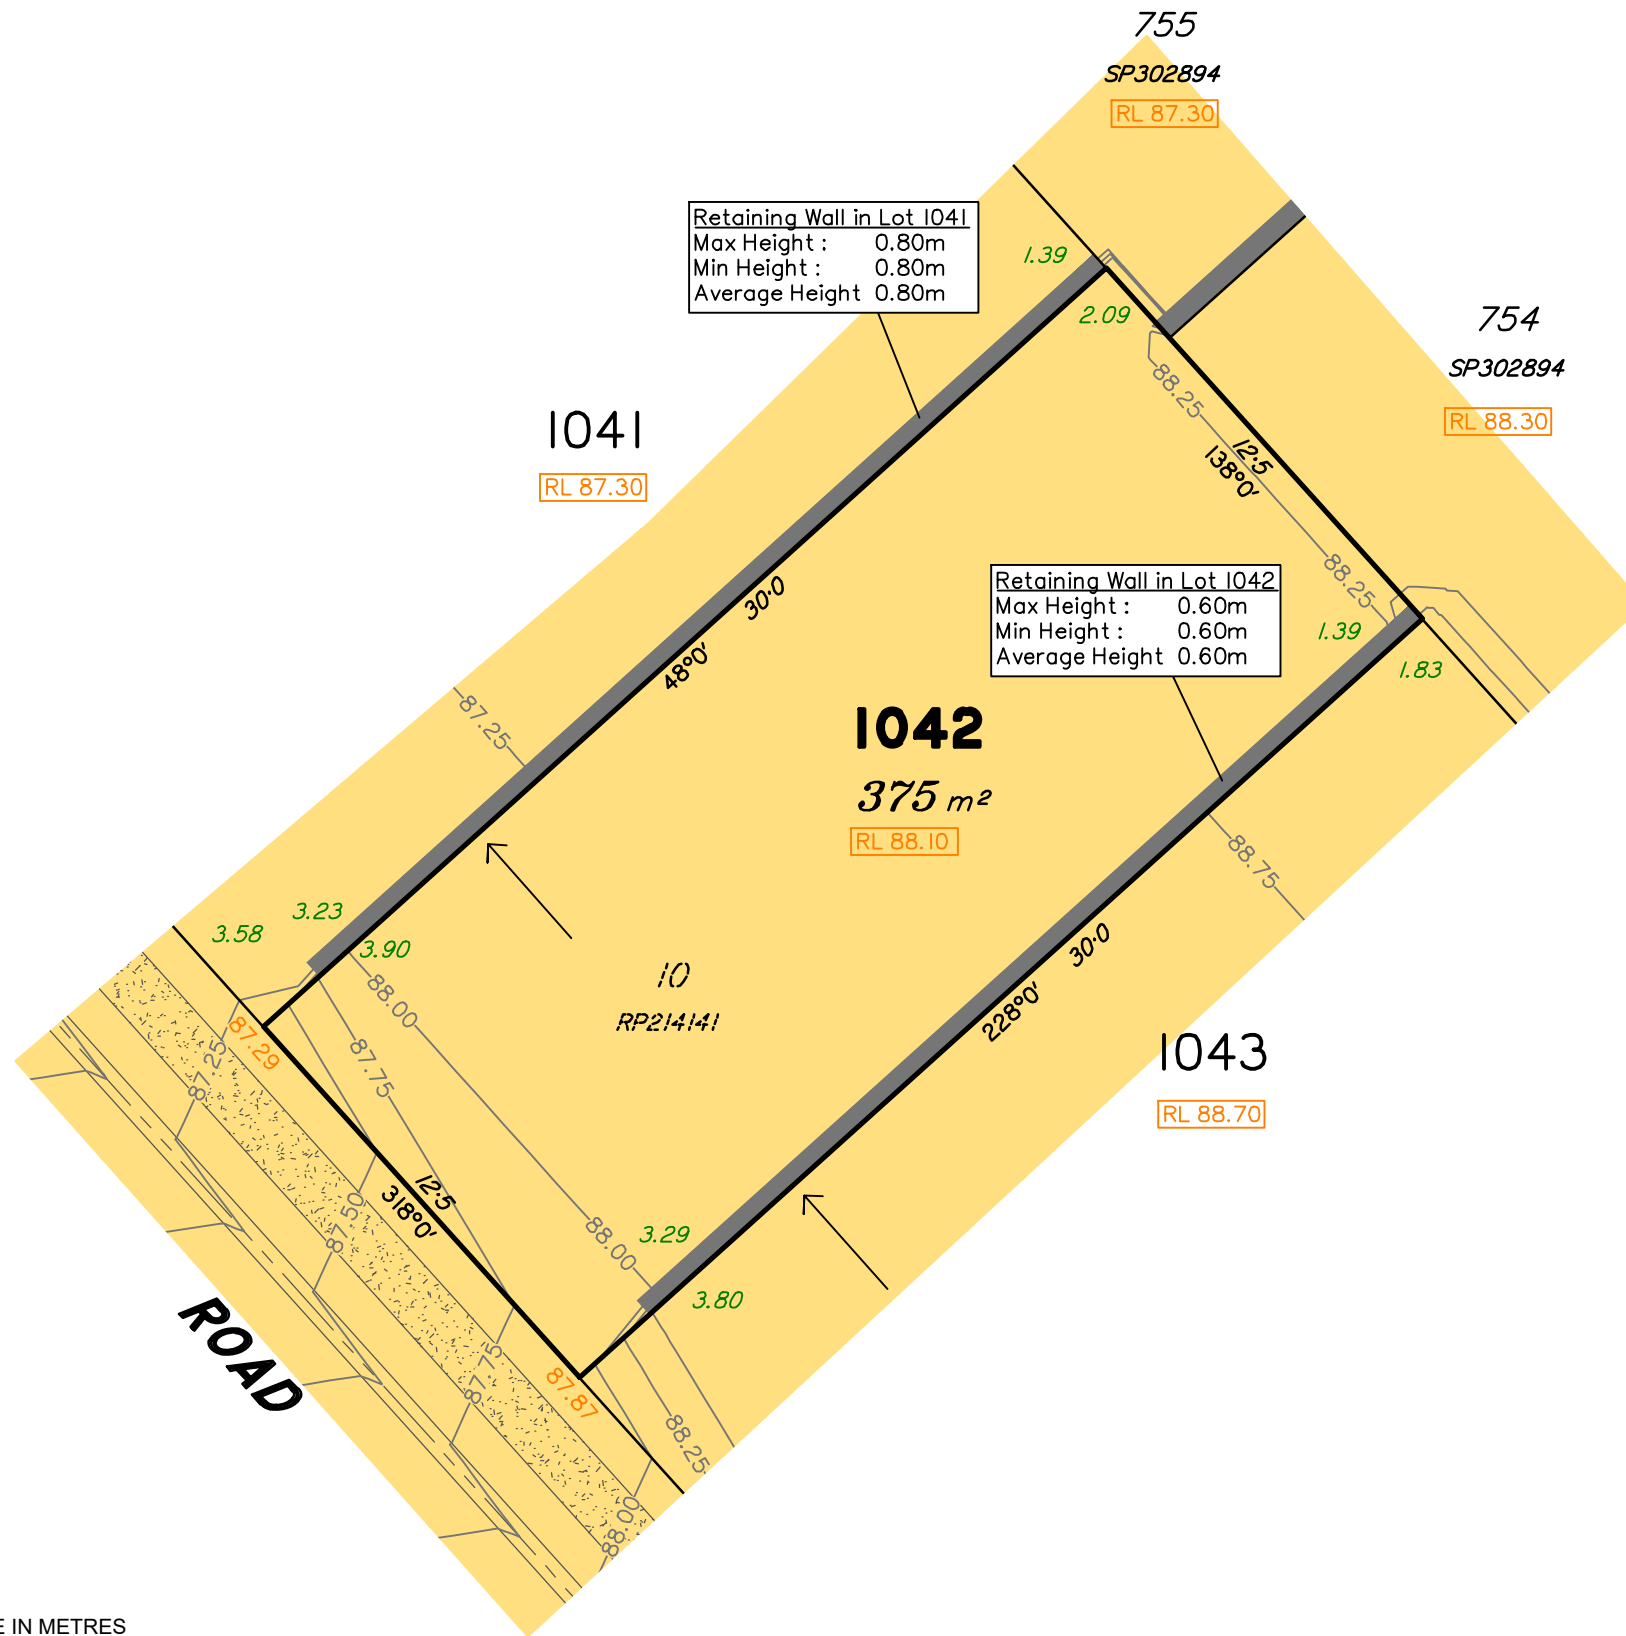 755
SP302894
RL 87.30
Retaining Wall in Lot 1041
Max Height : 0.80m
Min Height : 0.80m
Average Height 0.80m
1.39
2.09
754
SP302894
RL 88.30
88.25
1041
RL 87.30
12·5
138°0'
88.25
Retaining Wall in Lot 1042
Max Height : 0.60m
Min Height : 0.60m
Average Height 0.60m
1.39
1.83
30·0
48°0'
87.25
1042
375 m²
RL 88.10
88.75
3.23
3.58
3.90
10
RP214141
30·0
228°0'
88.00
87.29
87.25
87.75
1043
RL 88.70
12·5
318°0'
87.50
88.00
3.29
3.80
ROAD
87.75
87.87
88.25
88.00
E IN METRES